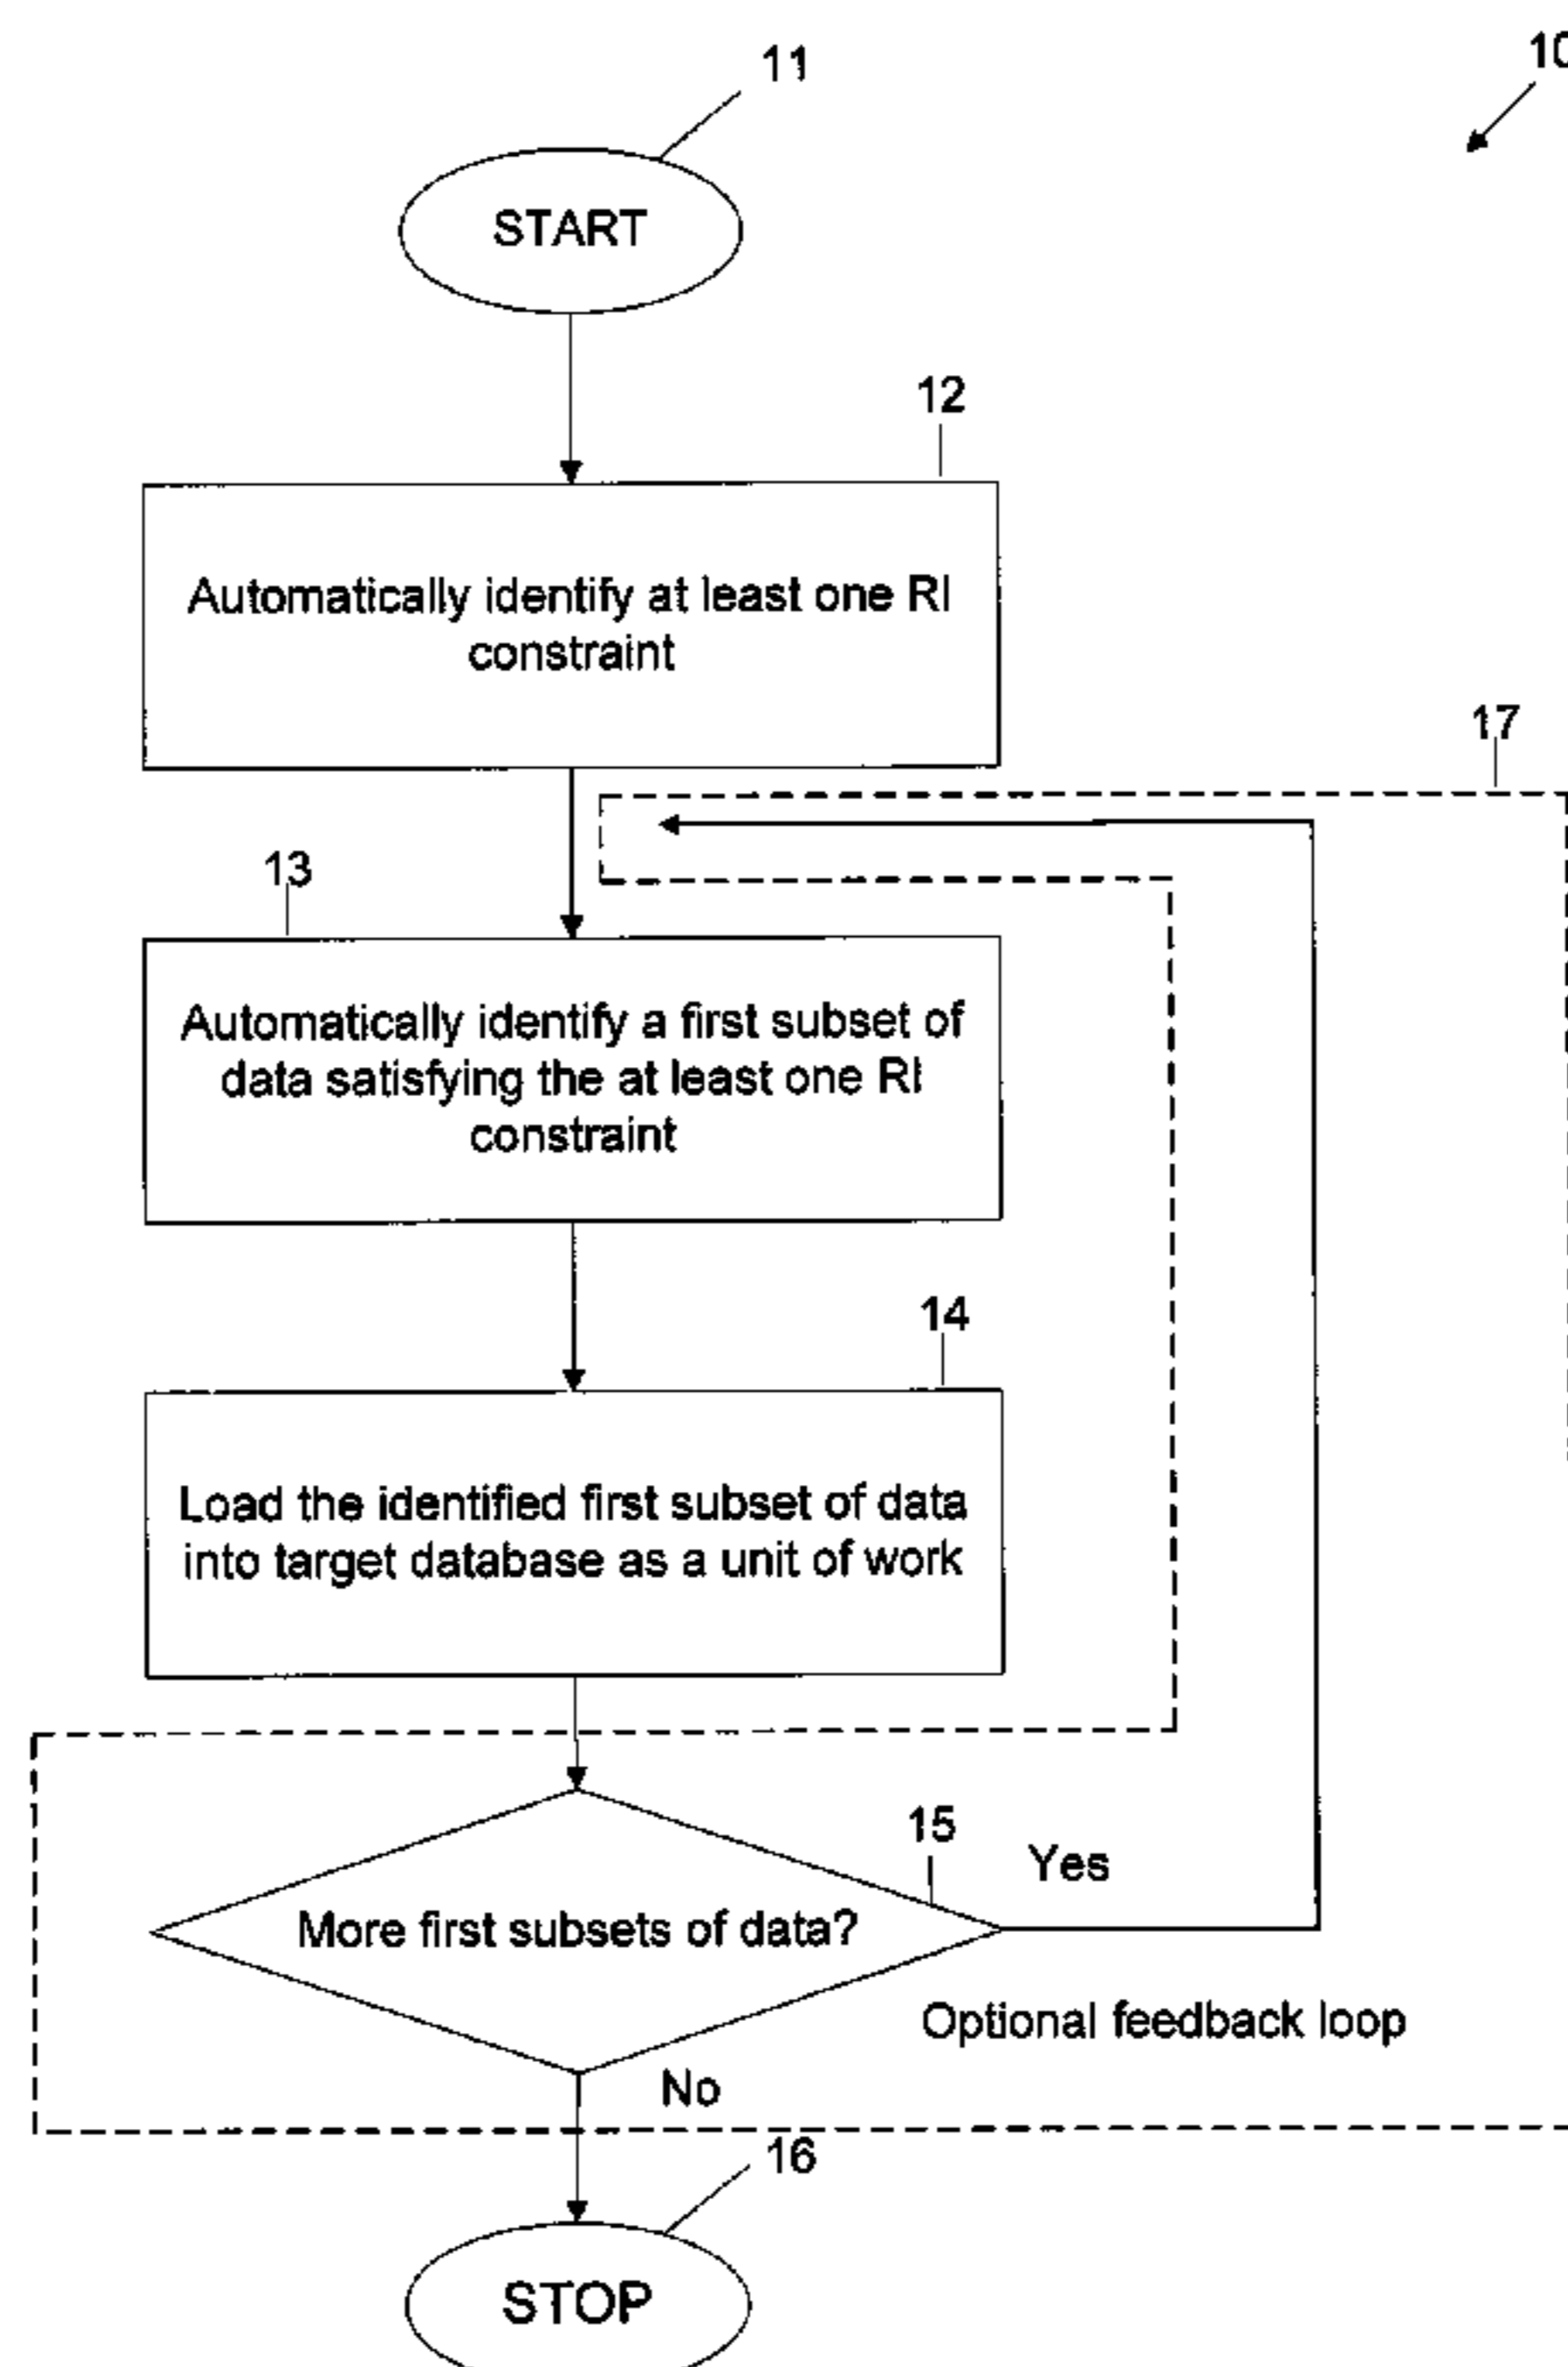 11
10
START
12
Automatically identify at least one RI
constraint
17
13
Automatically identify a first subset of
data satisfying the at least one RI
constraint
14
Load the identified first subset of data
into target database as a unit of work
15
Yes
More first subsets of data?
Optional feedback loop
No
16
STOP